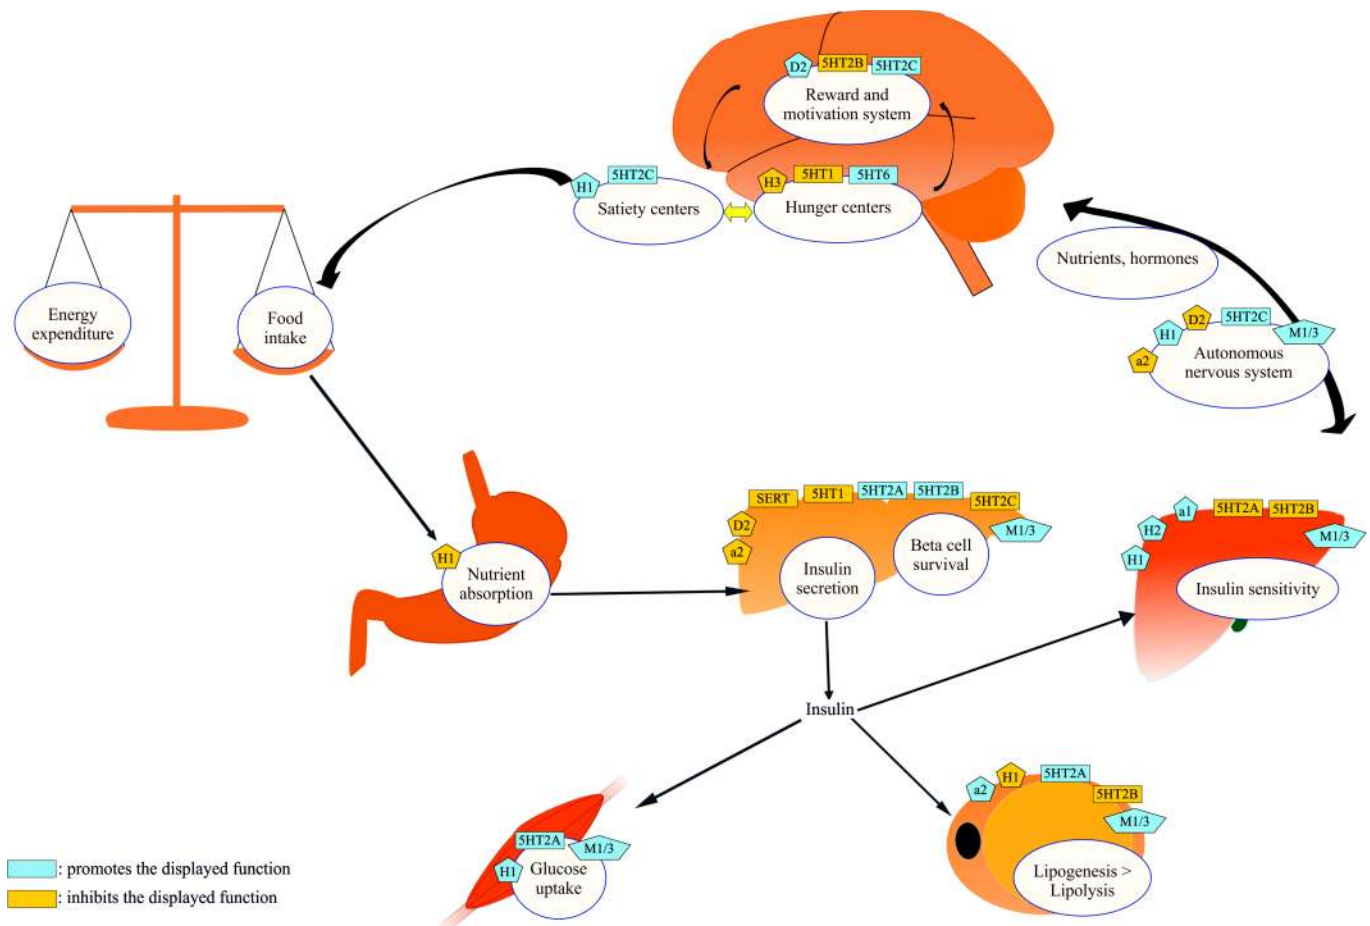 D2
5HT2B
5HT2C
Reward and
motivation system
H1
5HT2C
Satiety centers
H3
5HT1
5HT6
Hunger centers
Nutrients, hormones
a2
H1
D2
5HT2C
M1/3
Autonomous
nervous system
Energy
expenditure
Food
intake
H1
Nutrient
absorption
a2
D2
SERT
5HT1
5HT2A
5HT2B
5HT2C
M1/3
Insulin
secretion
Beta cell
survival
H1
H2
a1
5HT2A
5HT2B
M1/3
Insulin sensitivity
Insulin
H1
5HT2A
M1/3
Glucose
uptake
a2
H1
5HT2A
5HT2B
M1/3
Lipogenesis >
Lipolysis
: promotes the displayed function
: inhibits the displayed function